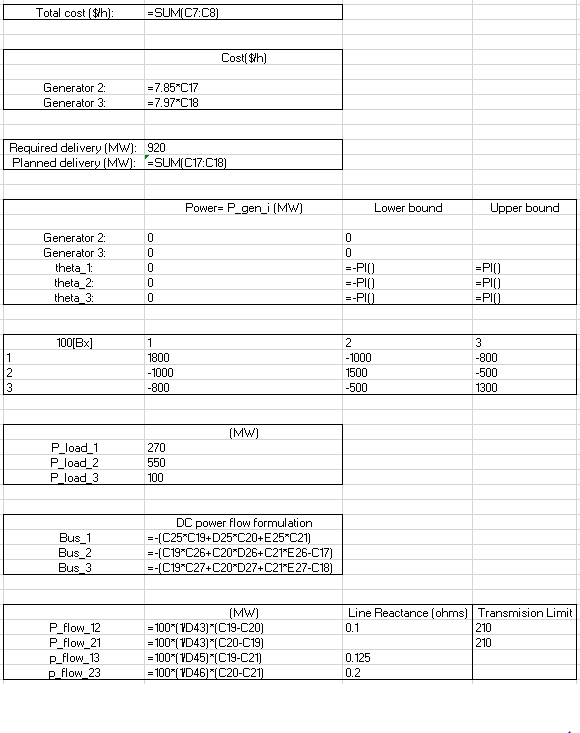 Total cost ($/h): =SUM(C7:C8)
Cost($/h)
Generator 2: =7.85*C17
Generator 3: =7.97*C18
Required delivery (MW): 920
Planned delivery (MW): =SUM(C17:C18)
Power= P_gen_i (MW) Lower bound Upper bound
Generator 2: 0 0
Generator 3: 0 0
theta_1: 0 =-PI() =PI()
theta_2: 0 =-PI() =PI()
theta_3: 0 =-PI() =PI()
100[Bx] 1 2 3
1 1800 -1000 -800
2 -1000 1500 -500
3 -800 -500 1300
(MW)
P_load_1 270
P_load_2 550
P_load_3 100
DC power flow formulation
Bus_1 =-(C25*C19+D25*C20+E25*C21)
Bus_2 =-(C19*C26+C20*D26+C21*E26-C17)
Bus_3 =-(C19*C27+C20*D27+C21*E27-C18)
(MW) Line Reactance (ohms) Transmision Limit
P_flow_12 =100*(1/D43)*(C19-C20) 0.1 210
P_flow_21 =100*(1/D43)*(C20-C19) 210
p_flow_13 =100*(1/D45)*(C19-C21) 0.125
p_flow_23 =100*(1/D46)*(C20-C21) 0.2